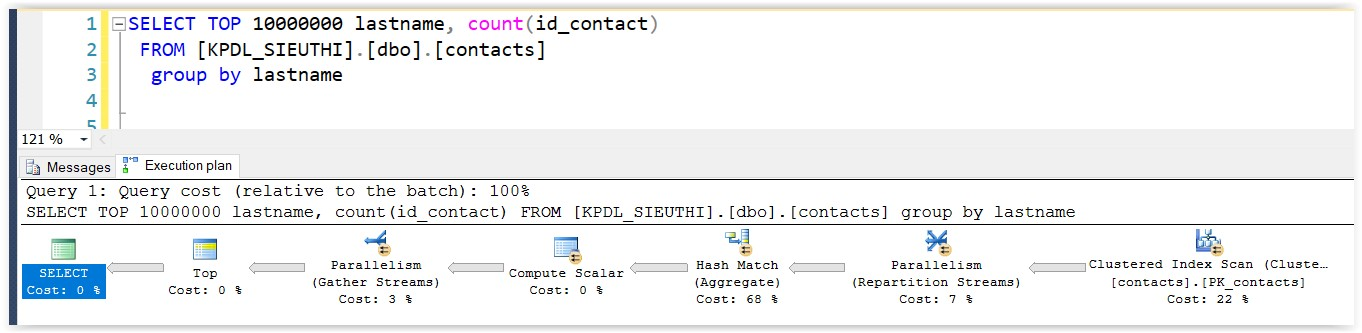 1 SELECT TOP 10000000 lastname, count(id_contact)
2 FROM [KPDL_SIEUTHI].[dbo].[contacts]
3 group by lastname
4
5
121 %
Messages Execution plan
Query 1: Query cost (relative to the batch): 100%
SELECT TOP 10000000 lastname, count(id_contact) FROM [KPDL_SIEUTHI].[dbo].[contacts] group by lastname
SELECT
Cost: 0 %
Top
Cost: 0 %
Parallelism
(Gather Streams)
Cost: 3 %
Compute Scalar
Cost: 0 %
Hash Match
(Aggregate)
Cost: 68 %
Parallelism
(Repartition Streams)
Cost: 7 %
Clustered Index Scan (Cluste…
[contacts].[PK_contacts]
Cost: 22 %